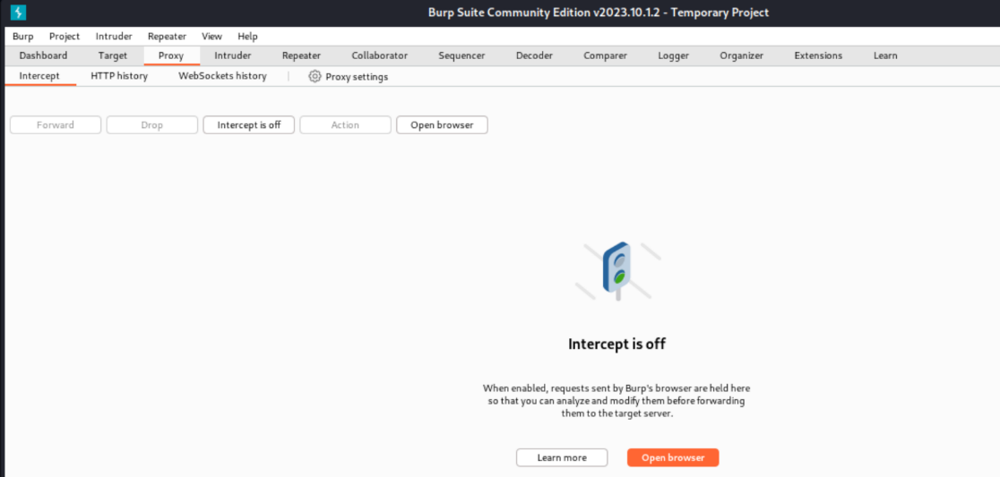 Burp Suite Community Edition v2023.10.1.2 - Temporary Project
Burp Project Intruder Repeater View Help
Dashboard Target Proxy Intruder Repeater Collaborator Sequencer Decoder Comparer Logger Organizer Extensions Learn
Intercept HTTP history WebSockets history Proxy settings
Forward Drop Intercept is off Action Open browser
Intercept is off
When enabled, requests sent by Burp's browser are held here
so that you can analyze and modify them before forwarding
them to the target server.
Learn more Open browser